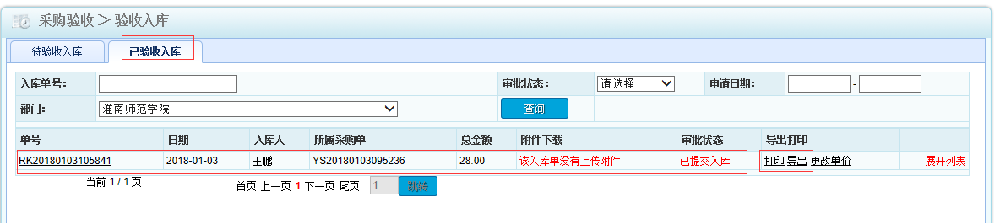 采购验收 > 验收入库
待验收入库 已验收入库
入库单号： 审批状态： 请选择 申请日期： -
部门： 淮南师范学院 查询
单号 日期 入库人 所属采购单 总金额 附件下载 审批状态 导出打印
RK20180103105841 2018-01-03 王鹏 YS20180103095236 28.00 该入库单没有上传附件 已提交入库 打印 导出 更改单价 展开列表
当前 1 / 1 页 首页 上一页 1 下一页 尾页 1 跳转